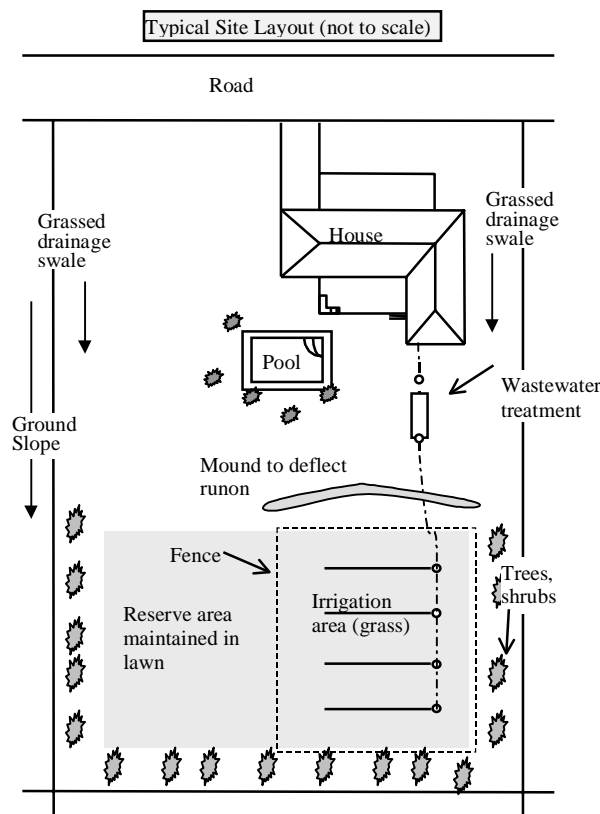 Typical Site Layout (not to scale)
Road
Grassed
drainage
swale
House
Grassed
drainage
swale
Pool
Wastewater
treatment
Ground
Slope
Mound to deflect
runon
Fence
Trees,
shrubs
Irrigation
area (grass)
Reserve area
maintained in
lawn